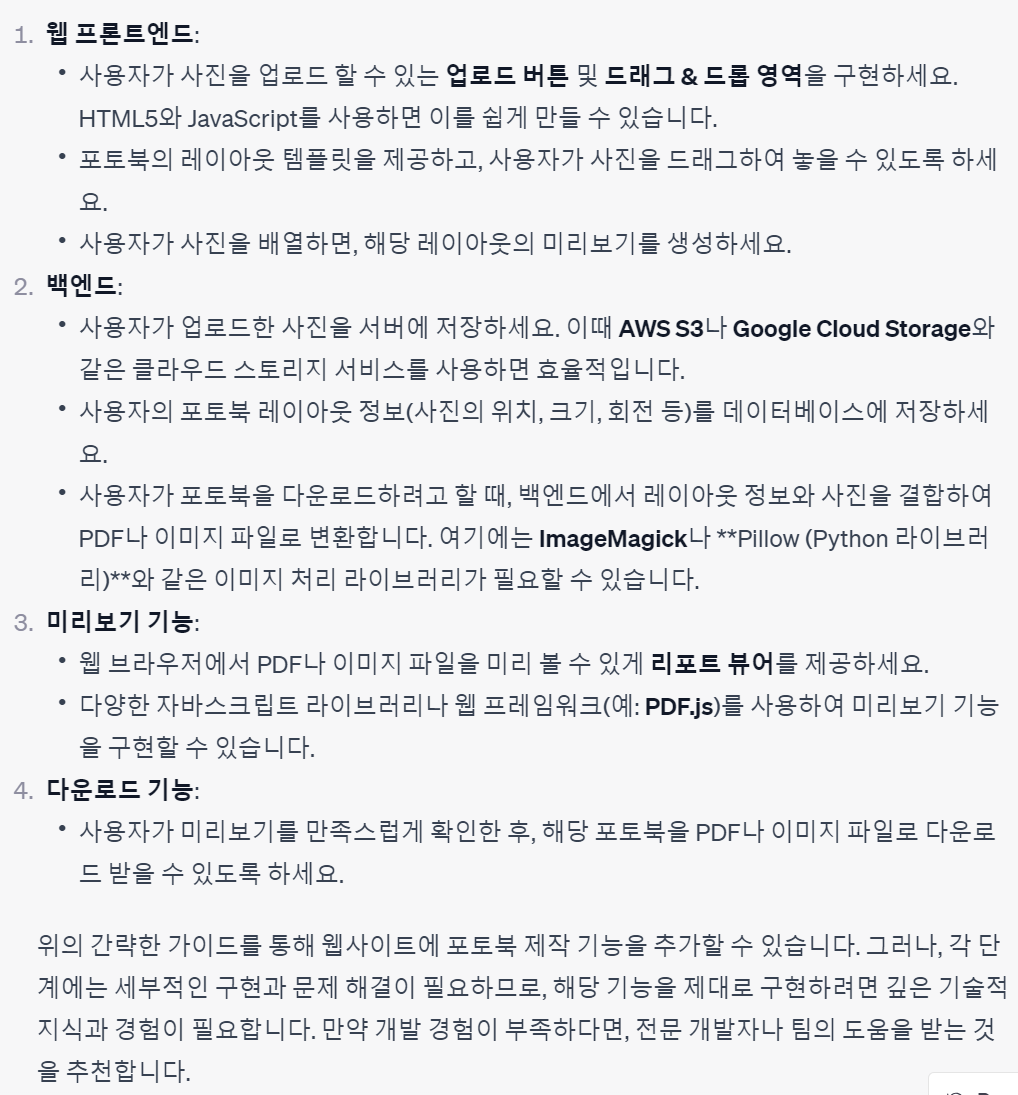 1. 웹 프론트엔드:
• 사용자가 사진을 업로드 할 수 있는 업로드 버튼 및 드래그 & 드롭 영역을 구현하세요.
HTML5와 JavaScript를 사용하면 이를 쉽게 만들 수 있습니다.
• 포토북의 레이아웃 템플릿을 제공하고, 사용자가 사진을 드래그하여 놓을 수 있도록 하세
요.
• 사용자가 사진을 배열하면, 해당 레이아웃의 미리보기를 생성하세요.
2. 백엔드:
• 사용자가 업로드한 사진을 서버에 저장하세요. 이때 AWS S3나 Google Cloud Storage와
같은 클라우드 스토리지 서비스를 사용하면 효율적입니다.
• 사용자의 포토북 레이아웃 정보(사진의 위치, 크기, 회전 등)를 데이터베이스에 저장하세
요.
• 사용자가 포토북을 다운로드하려고 할 때, 백엔드에서 레이아웃 정보와 사진을 결합하여
PDF나 이미지 파일로 변환합니다. 여기에는 ImageMagick나 **Pillow (Python 라이브러
리)**와 같은 이미지 처리 라이브러리가 필요할 수 있습니다.
3. 미리보기 기능:
• 웹 브라우저에서 PDF나 이미지 파일을 미리 볼 수 있게 리포트 뷰어를 제공하세요.
• 다양한 자바스크립트 라이브러리나 웹 프레임워크(예: PDF.js)를 사용하여 미리보기 기능
을 구현할 수 있습니다.
4. 다운로드 기능:
• 사용자가 미리보기를 만족스럽게 확인한 후, 해당 포토북을 PDF나 이미지 파일로 다운로
드 받을 수 있도록 하세요.
위의 간략한 가이드를 통해 웹사이트에 포토북 제작 기능을 추가할 수 있습니다. 그러나, 각 단
계에는 세부적인 구현과 문제 해결이 필요하므로, 해당 기능을 제대로 구현하려면 깊은 기술적
지식과 경험이 필요합니다. 만약 개발 경험이 부족하다면, 전문 개발자나 팀의 도움을 받는 것
을 추천합니다.